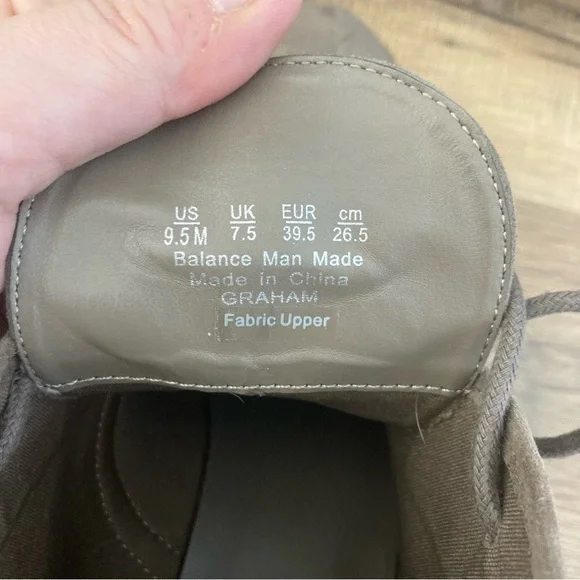 US UK EUR cm
9.5 M 7.5 39.5 26.5
Balance Man Made
Made in China
GRAHAM
Fabric Upper